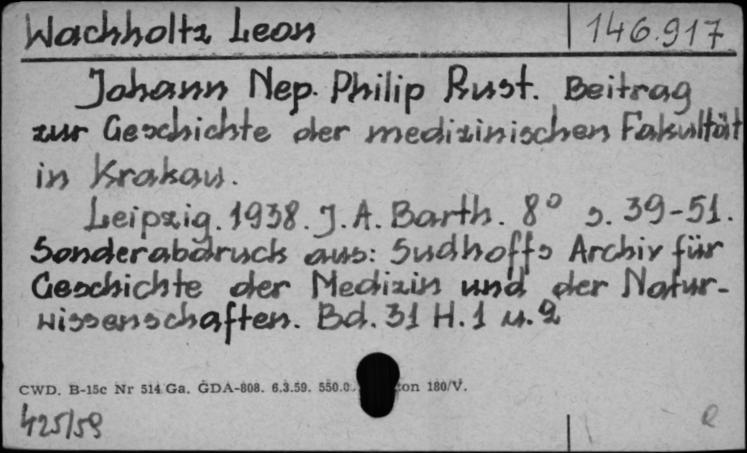 Wachholtz Leon 146.917
Johann Nep. Philip Rust. Beitrag
zur Geschichte der medizinischen Fakultät
in Krakau.
Leipzig. 1938. J. A. Barth. 8° s. 39-51.
Sonderabdruck aus: Sudhoffs Archiv für
Geschichte der Medizin und der Natur-
wissenschaften. Bd. 31 H. 1 u. 2
CWD. B-15c Nr 514 Ga. GDA-808. 6.3.59. 550.0 ton 180/V.
425/59